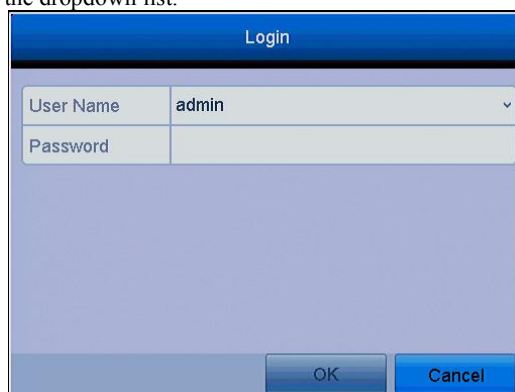 the dropdown list.
Login
User Name admin
Password
OK Cancel